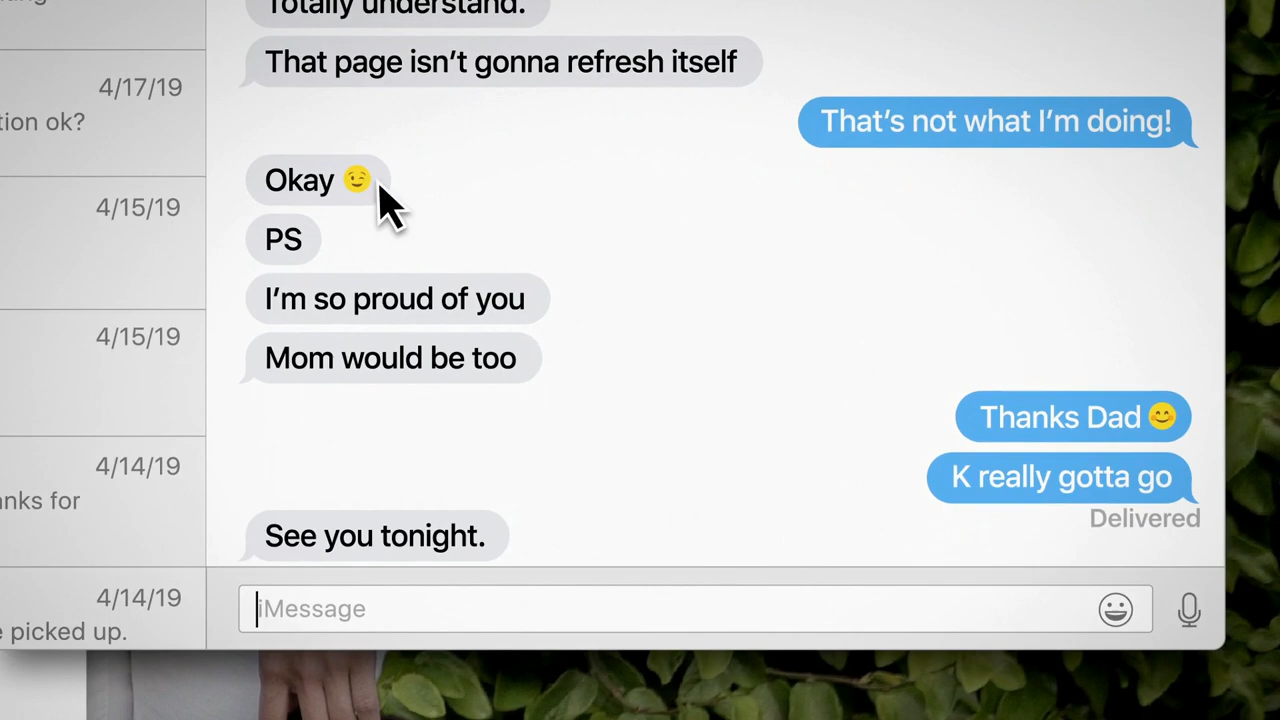 Totally understand.
That page isn’t gonna refresh itself
4/17/19
tion ok?
That’s not what I’m doing!
Okay 😉
4/15/19
PS
I’m so proud of you
4/15/19
Mom would be too
Thanks Dad 😊
4/14/19
K really gotta go
anks for
Delivered
See you tonight.
4/14/19
iMessage
e picked up.